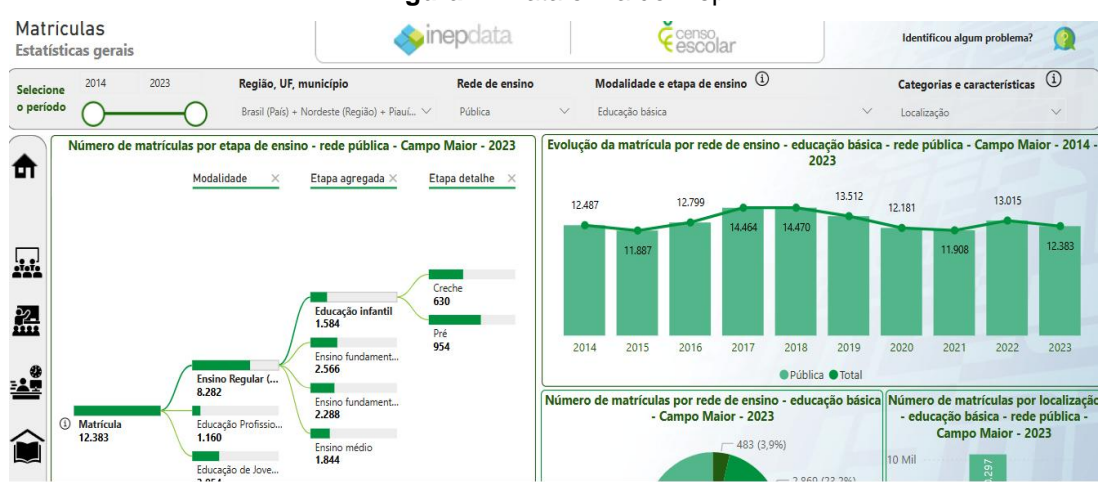 Matrículas
Estatísticas gerais
inepdata
censo escolar
Identificou algum problema?
Selecione o período
2014 2023
Região, UF, município
Brasil (País) + Nordeste (Região) + Piauí...
Rede de ensino
Pública
Modalidade e etapa de ensino
Educação básica
Categorias e características
Localização
Número de matrículas por etapa de ensino - rede pública - Campo Maior - 2023
Modalidade
Etapa agregada
Etapa detalhe
Creche
630
Pré
954
Educação infantil
1.584
Ensino fundament...
2.566
Ensino fundament...
2.288
Ensino médio
1.844
Ensino Regular (...
8.282
Matrícula
12.383
Educação Profissio...
1.160
Educação de Jove...
Evolução da matrícula por rede de ensino - educação básica - rede pública - Campo Maior - 2014 -
2023
12.487
11.887
12.799
14.464
14.470
13.512
12.181
11.908
13.015
12.383
2014 2015 2016 2017 2018 2019 2020 2021 2022 2023
Pública Total
Número de matrículas por rede de ensino - educação básica
- Campo Maior - 2023
483 (3,9%)
Número de matrículas por localização
- educação básica - rede pública -
Campo Maior - 2023
10 Mil